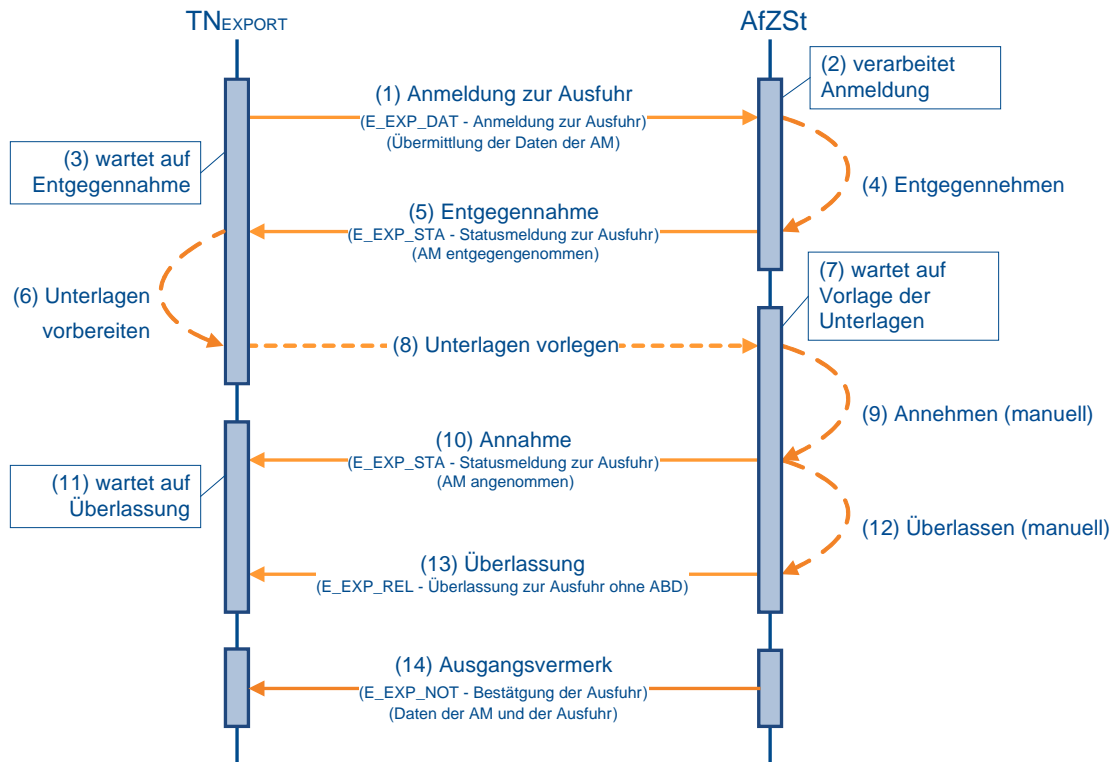 TNEXPORT
AfZSt
(1) Anmeldung zur Ausfuhr
(E_EXP_DAT - Anmeldung zur Ausfuhr)
(Übermittlung der Daten der AM)
(2) verarbeitet
Anmeldung
(3) wartet auf
Entgegennahme
(4) Entgegennehmen
(5) Entgegennahme
(E_EXP_STA - Statusmeldung zur Ausfuhr)
(AM entgegengenommen)
(6) Unterlagen
vorbereiten
(7) wartet auf
Vorlage der
Unterlagen
(8) Unterlagen vorlegen
(9) Annehmen (manuell)
(10) Annahme
(E_EXP_STA - Statusmeldung zur Ausfuhr)
(AM angenommen)
(11) wartet auf
Überlassung
(12) Überlassen (manuell)
(13) Überlassung
(E_EXP_REL - Überlassung zur Ausfuhr ohne ABD)
(14) Ausgangsvermerk
(E_EXP_NOT - Bestätgung der Ausfuhr)
(Daten der AM und der Ausfuhr)